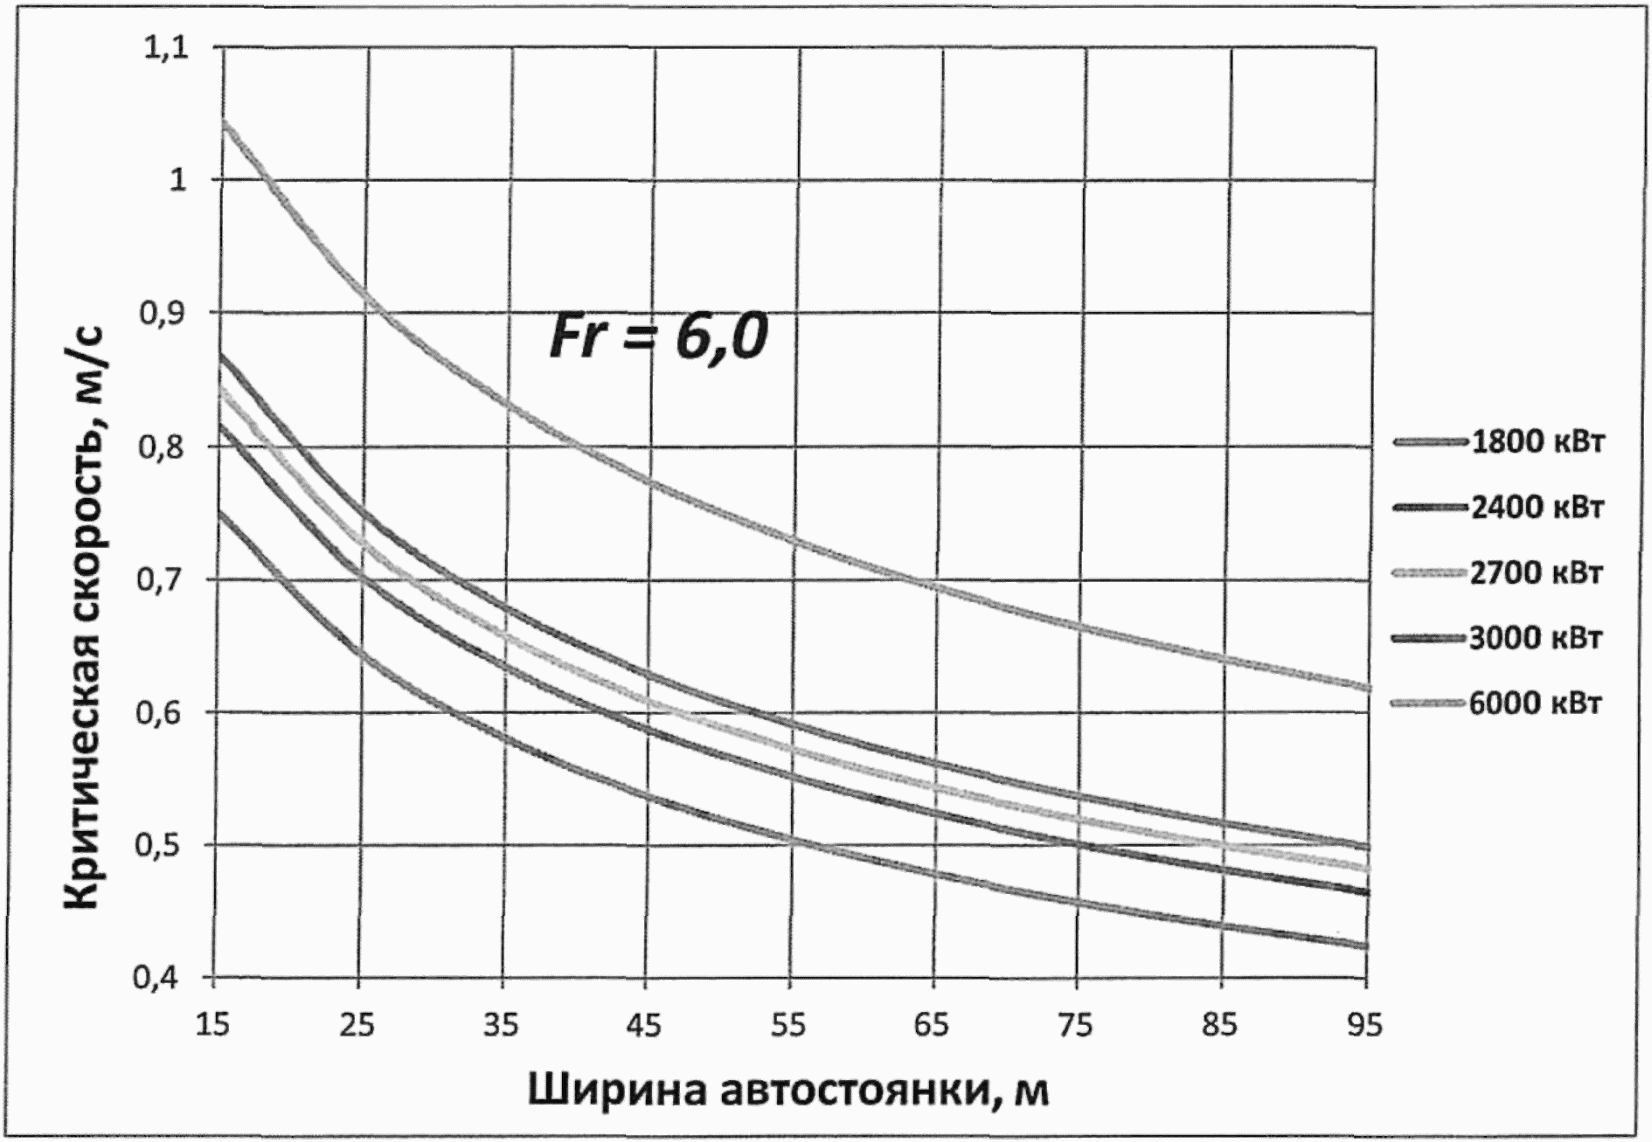 1,1
1
0,9
0,8
0,7
0,6
0,5
0,4
Критическая скорость, м/с
Fr = 6,0
1800 кВт
2400 кВт
2700 кВт
3000 кВт
6000 кВт
15 25 35 45 55 65 75 85 95
Ширина автостоянки, м